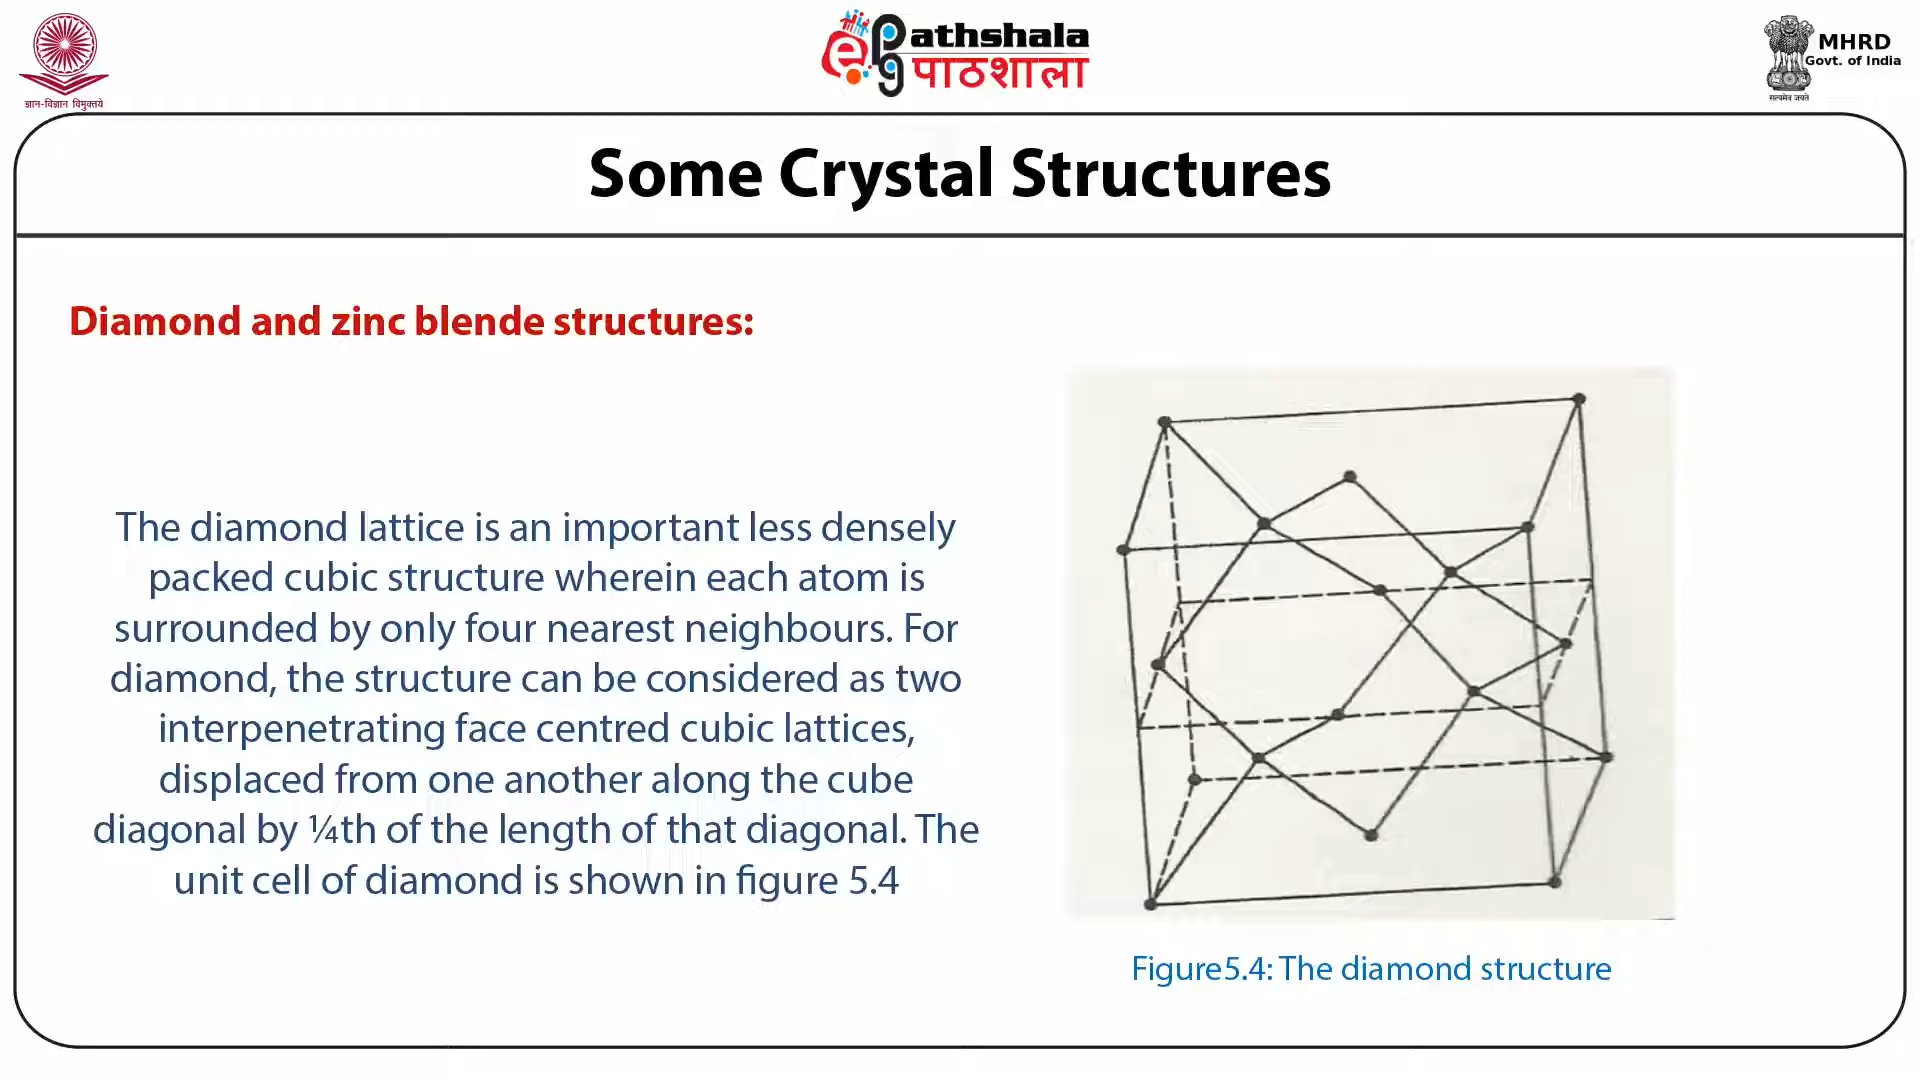 ज्ञान-विज्ञान विमुक्तये
ePathshala
पाठशाला
MHRD
Govt. of India
सत्यमेव जयते
Some Crystal Structures
Diamond and zinc blende structures:
The diamond lattice is an important less densely
packed cubic structure wherein each atom is
surrounded by only four nearest neighbours. For
diamond, the structure can be considered as two
interpenetrating face centred cubic lattices,
displaced from one another along the cube
diagonal by ¼th of the length of that diagonal. The
unit cell of diamond is shown in figure 5.4
Figure5.4: The diamond structure